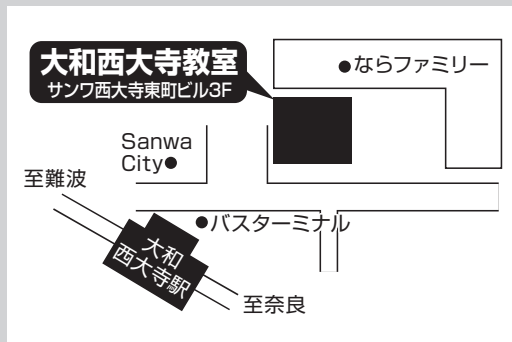 大和西大寺教室
サンワ西大寺東町ビル3F
●ならファミリー
Sanwa
City●
至難波
●バスターミナル
大和
西大寺駅
至奈良